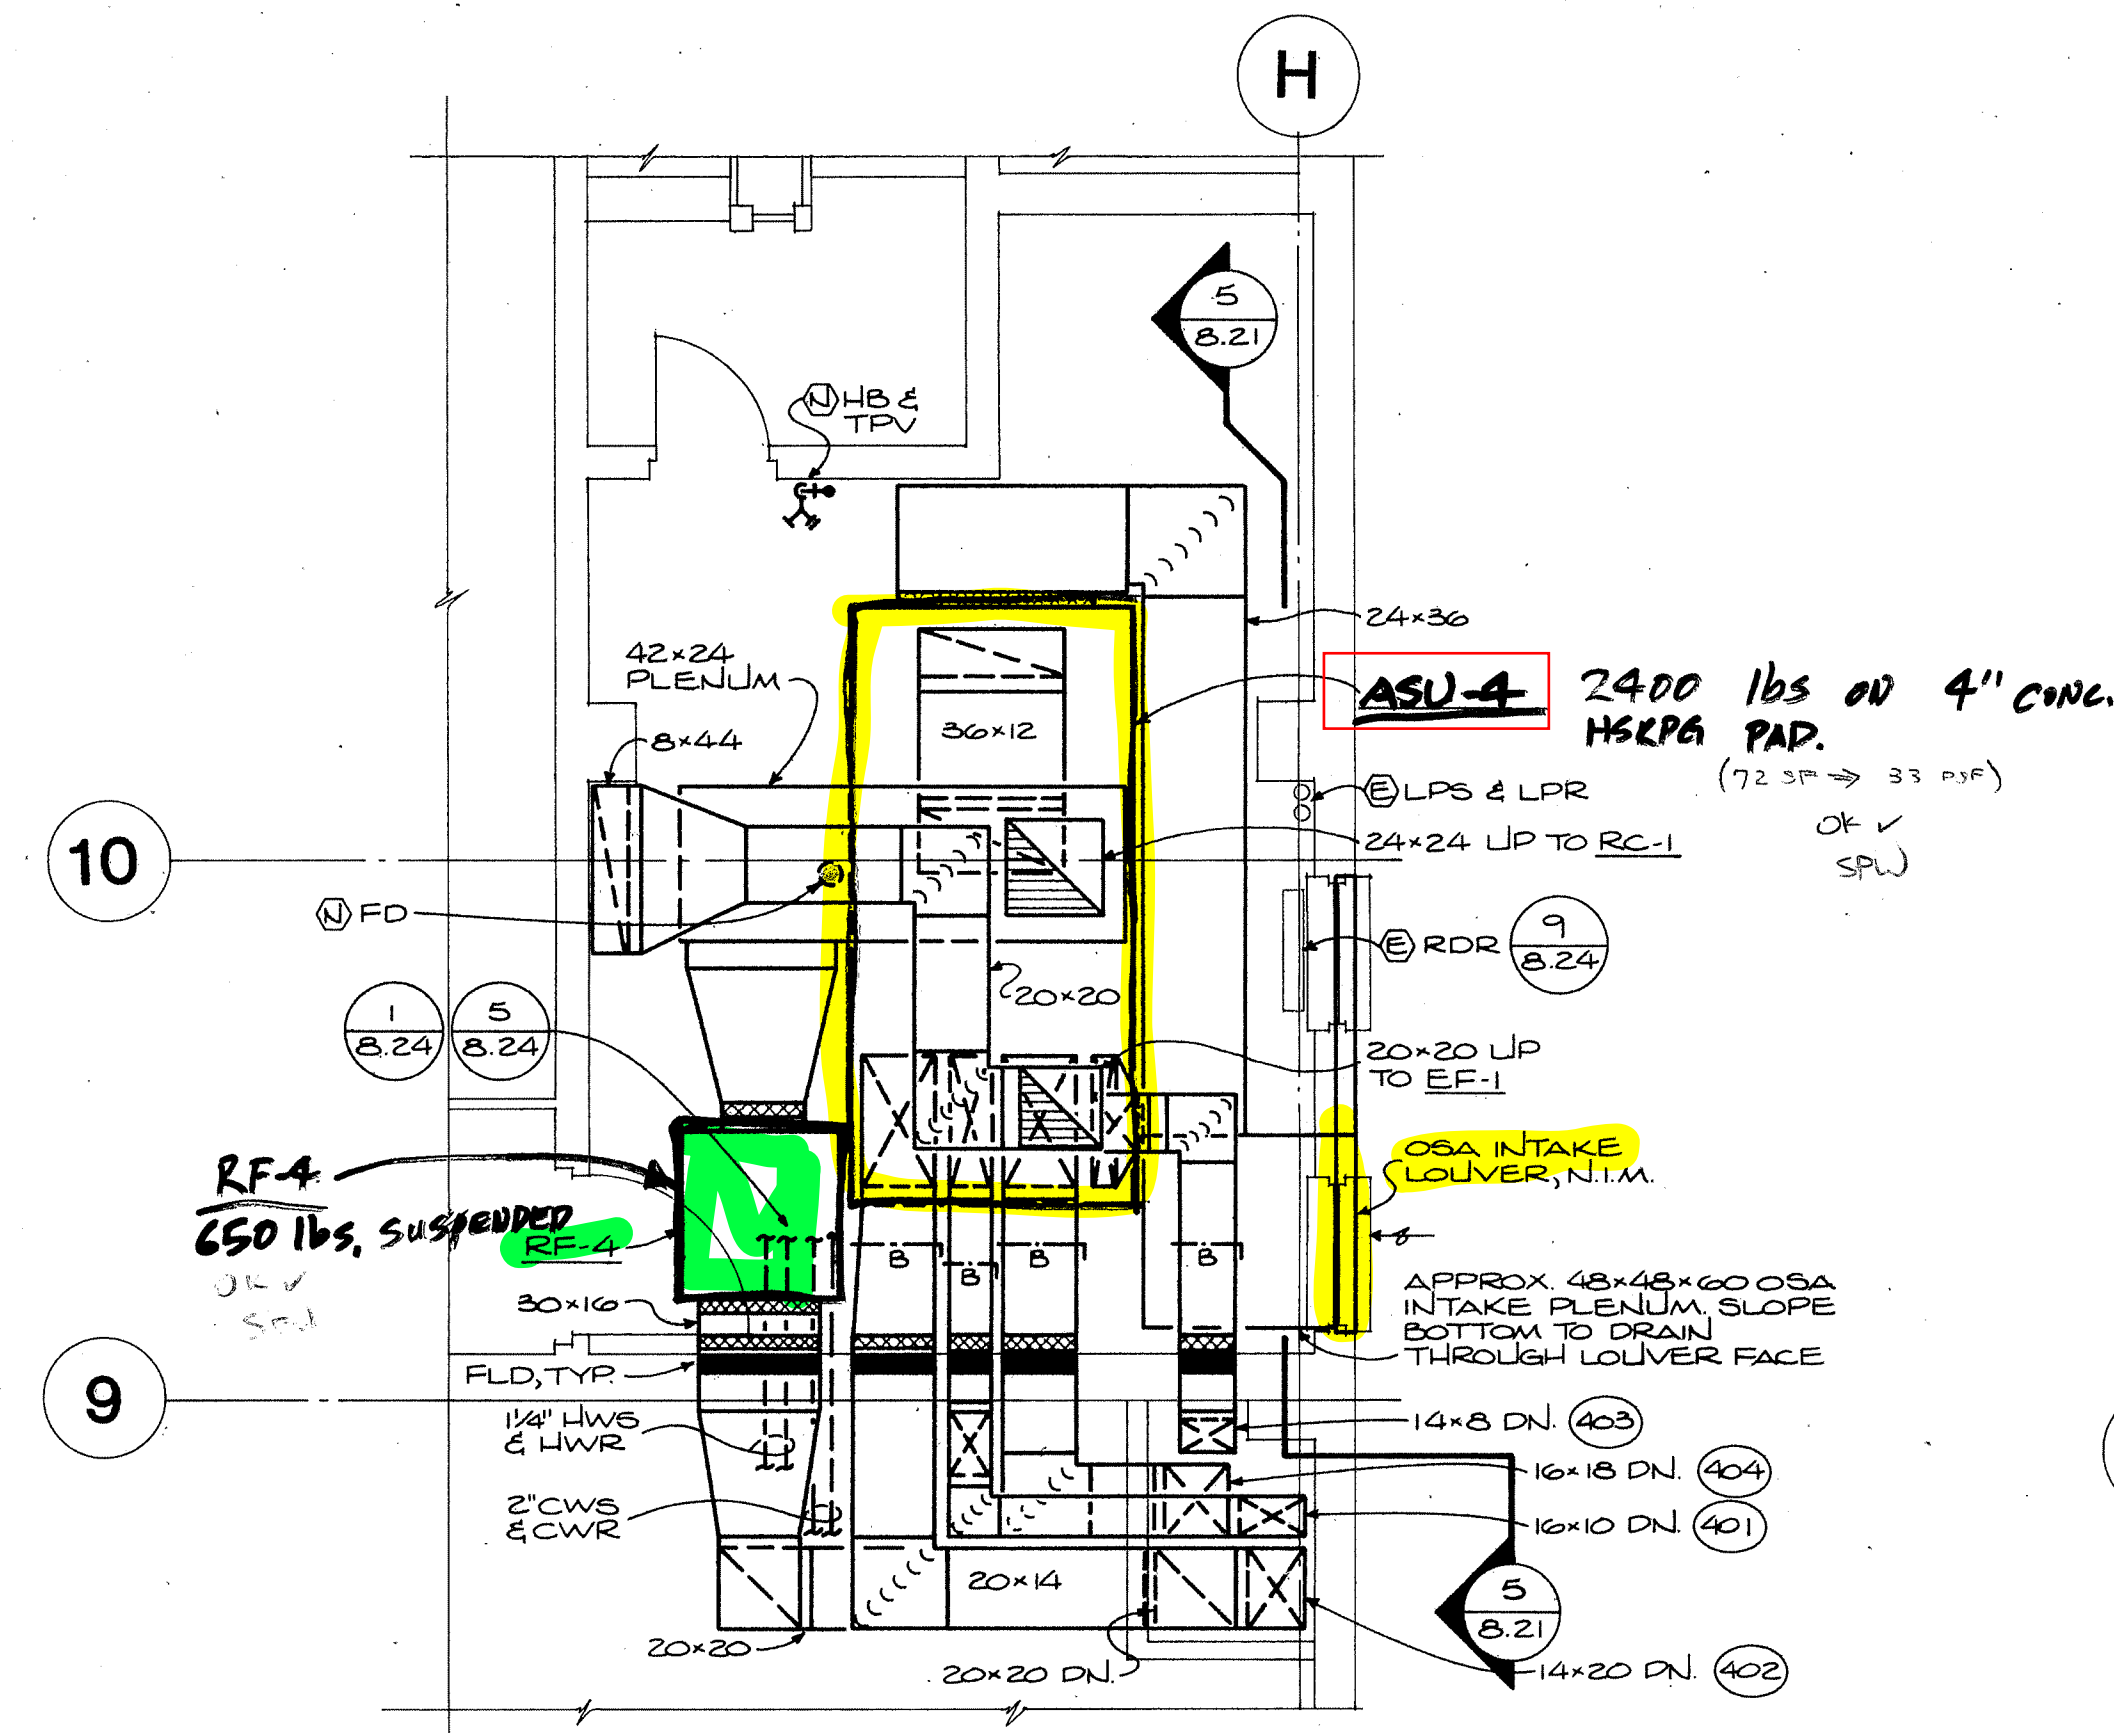 H
5
8.21
N HB &
TPV
24×36
42×24
PLENUM
ASU-4 2400 lbs ON 4" CONC.
HSKPG PAD.
(72 SF → 33 PSF)
OK ✓
SPW
36×12
8×44
E LPS & LPR
24×24 UP TO RC-1
10
N FD
E RDR
9
8.24
1
8.24
5
8.24
20×20
20×20 UP
TO EF-1
OSA INTAKE
LOUVER, N.I.M.
RF-4
650 lbs. SUSPENDED
RF-4
OK ✓
B
B
B
B
30×16
APPROX. 48×48×60 OSA
INTAKE PLENUM. SLOPE
BOTTOM TO DRAIN
THROUGH LOUVER FACE
FLD, TYP.
9
1¼" HWS
& HWR
14×8 DN. 403
16×18 DN. 404
2" CWS
& CWR
16×10 DN. 401
20×14
5
8.21
20×20
20×20 DN.
14×20 DN. 402